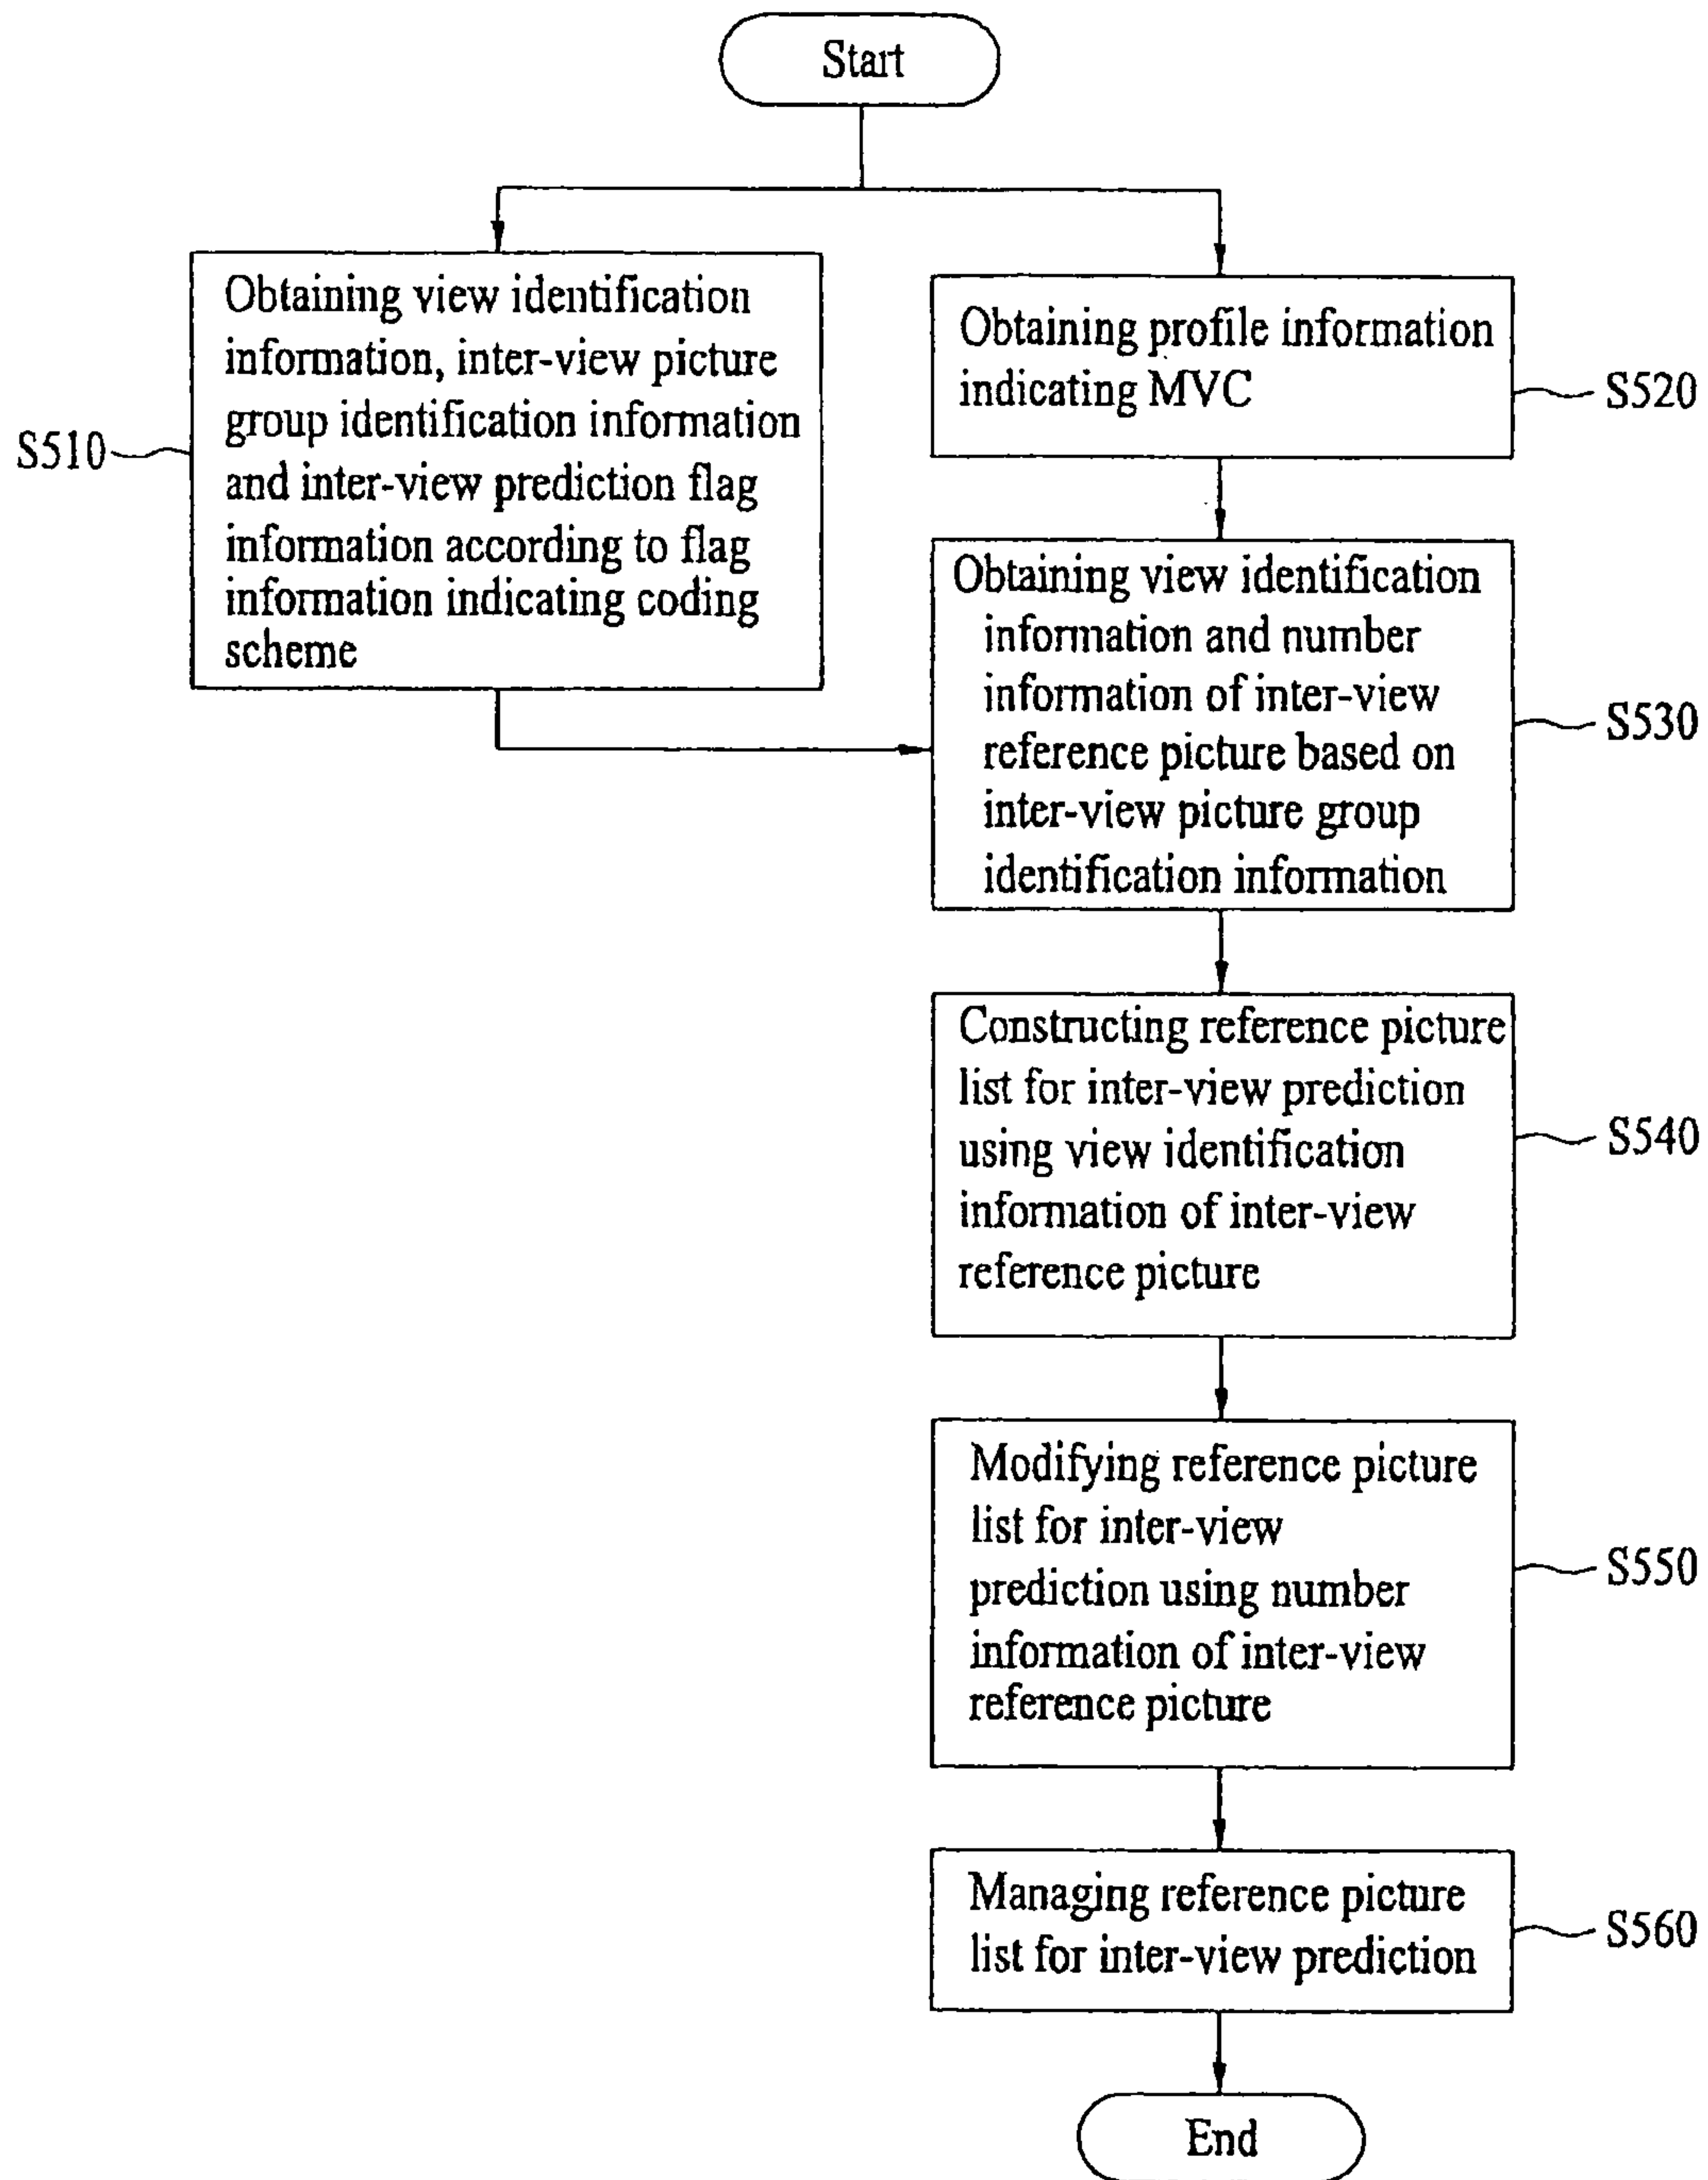 Start
Obtaining view identification
information, inter-view picture
group identification information
and inter-view prediction flag
information according to flag
information indicating coding
scheme
S510
Obtaining profile information
indicating MVC
S520
Obtaining view identification
information and number
information of inter-view
reference picture based on
inter-view picture group
identification information
S530
Constructing reference picture
list for inter-view prediction
using view identification
information of inter-view
reference picture
S540
Modifying reference picture
list for inter-view
prediction using number
information of inter-view
reference picture
S550
Managing reference picture
list for inter-view prediction
S560
End